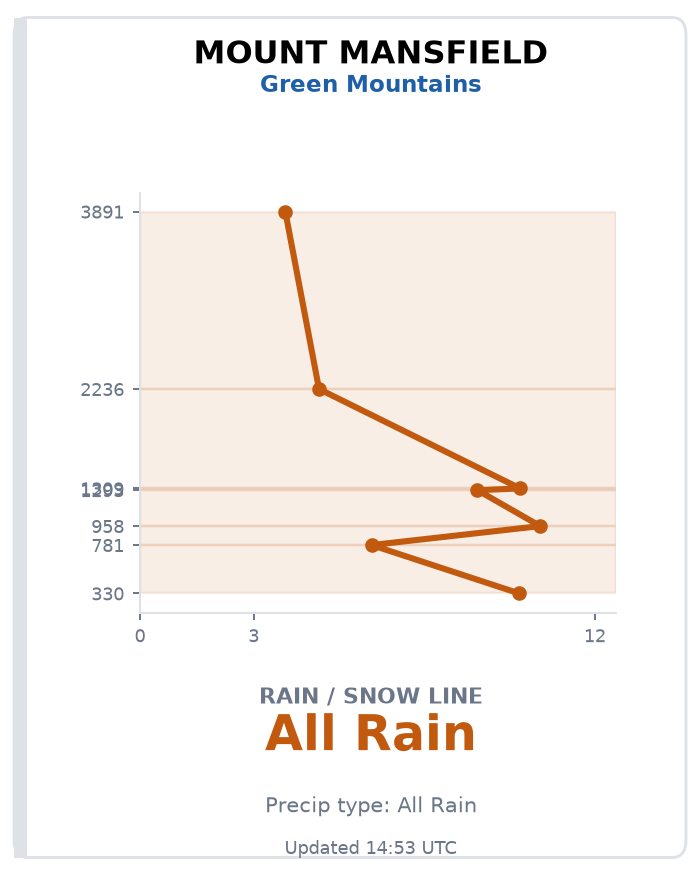 MOUNT MANSFIELD
Green Mountains
3891
2236
958
781
330
0 3 12
RAIN / SNOW LINE
All Rain
Precip type: All Rain
Updated 14:53 UTC